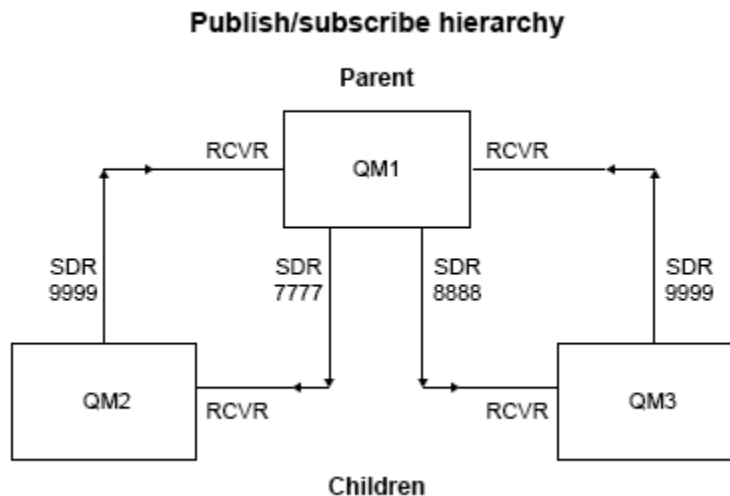 Publish/subscribe hierarchy
Parent
RCVR
QM1
RCVR
SDR
9999
SDR
7777
SDR
8888
SDR
9999
QM2
RCVR
RCVR
QM3
Children